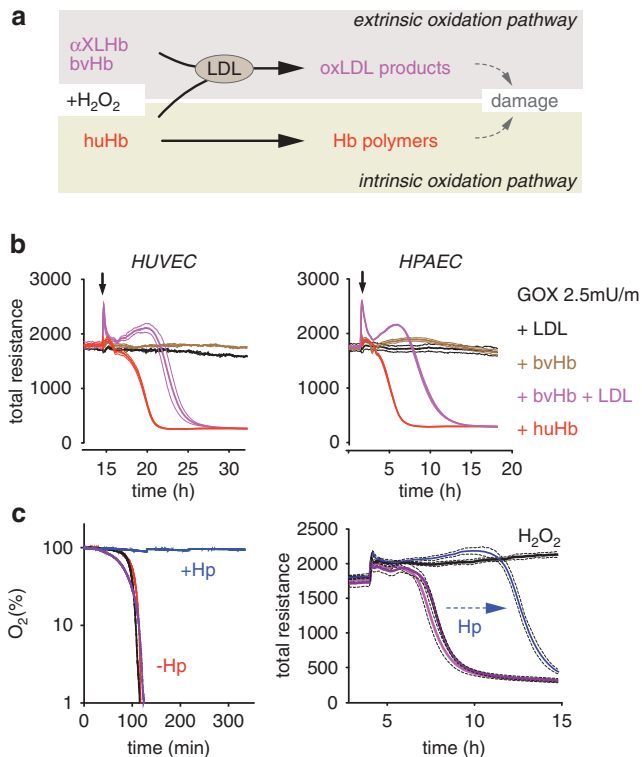 a
extrinsic oxidation pathway
αXLHb
bvHb
LDL
oxLDL products
+H₂O₂
damage
huHb
Hb polymers
intrinsic oxidation pathway
b
HUVEC
HPAEC
GOX 2.5mU/m
+ LDL
+ bvHb
+ bvHb + LDL
+ huHb
total resistance
3000
2000
1000
0
15
20
25
30
time (h)
total resistance
3000
2000
1000
0
0
5
10
15
20
time (h)
c
O₂(%)
100
10
1
+Hp
-Hp
0
100
200
300
time (min)
total resistance
2500
2000
1500
1000
500
0
H₂O₂
Hp
5
10
15
time (h)